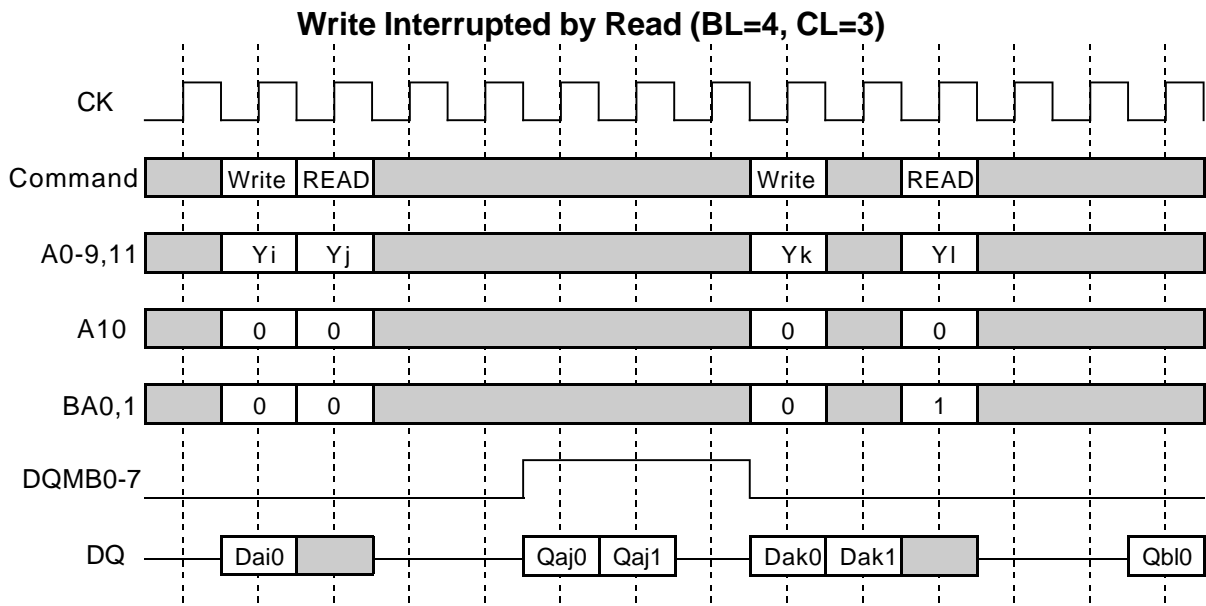 Write Interrupted by Read (BL=4, CL=3)
CK
Command Write READ Write READ
A0-9,11 Yi Yj Yk Yl
A10 0 0 0 0
BA0,1 0 0 0 1
DQMB0-7
DQ Dai0 Qaj0 Qaj1 Dak0 Dak1 Qbl0